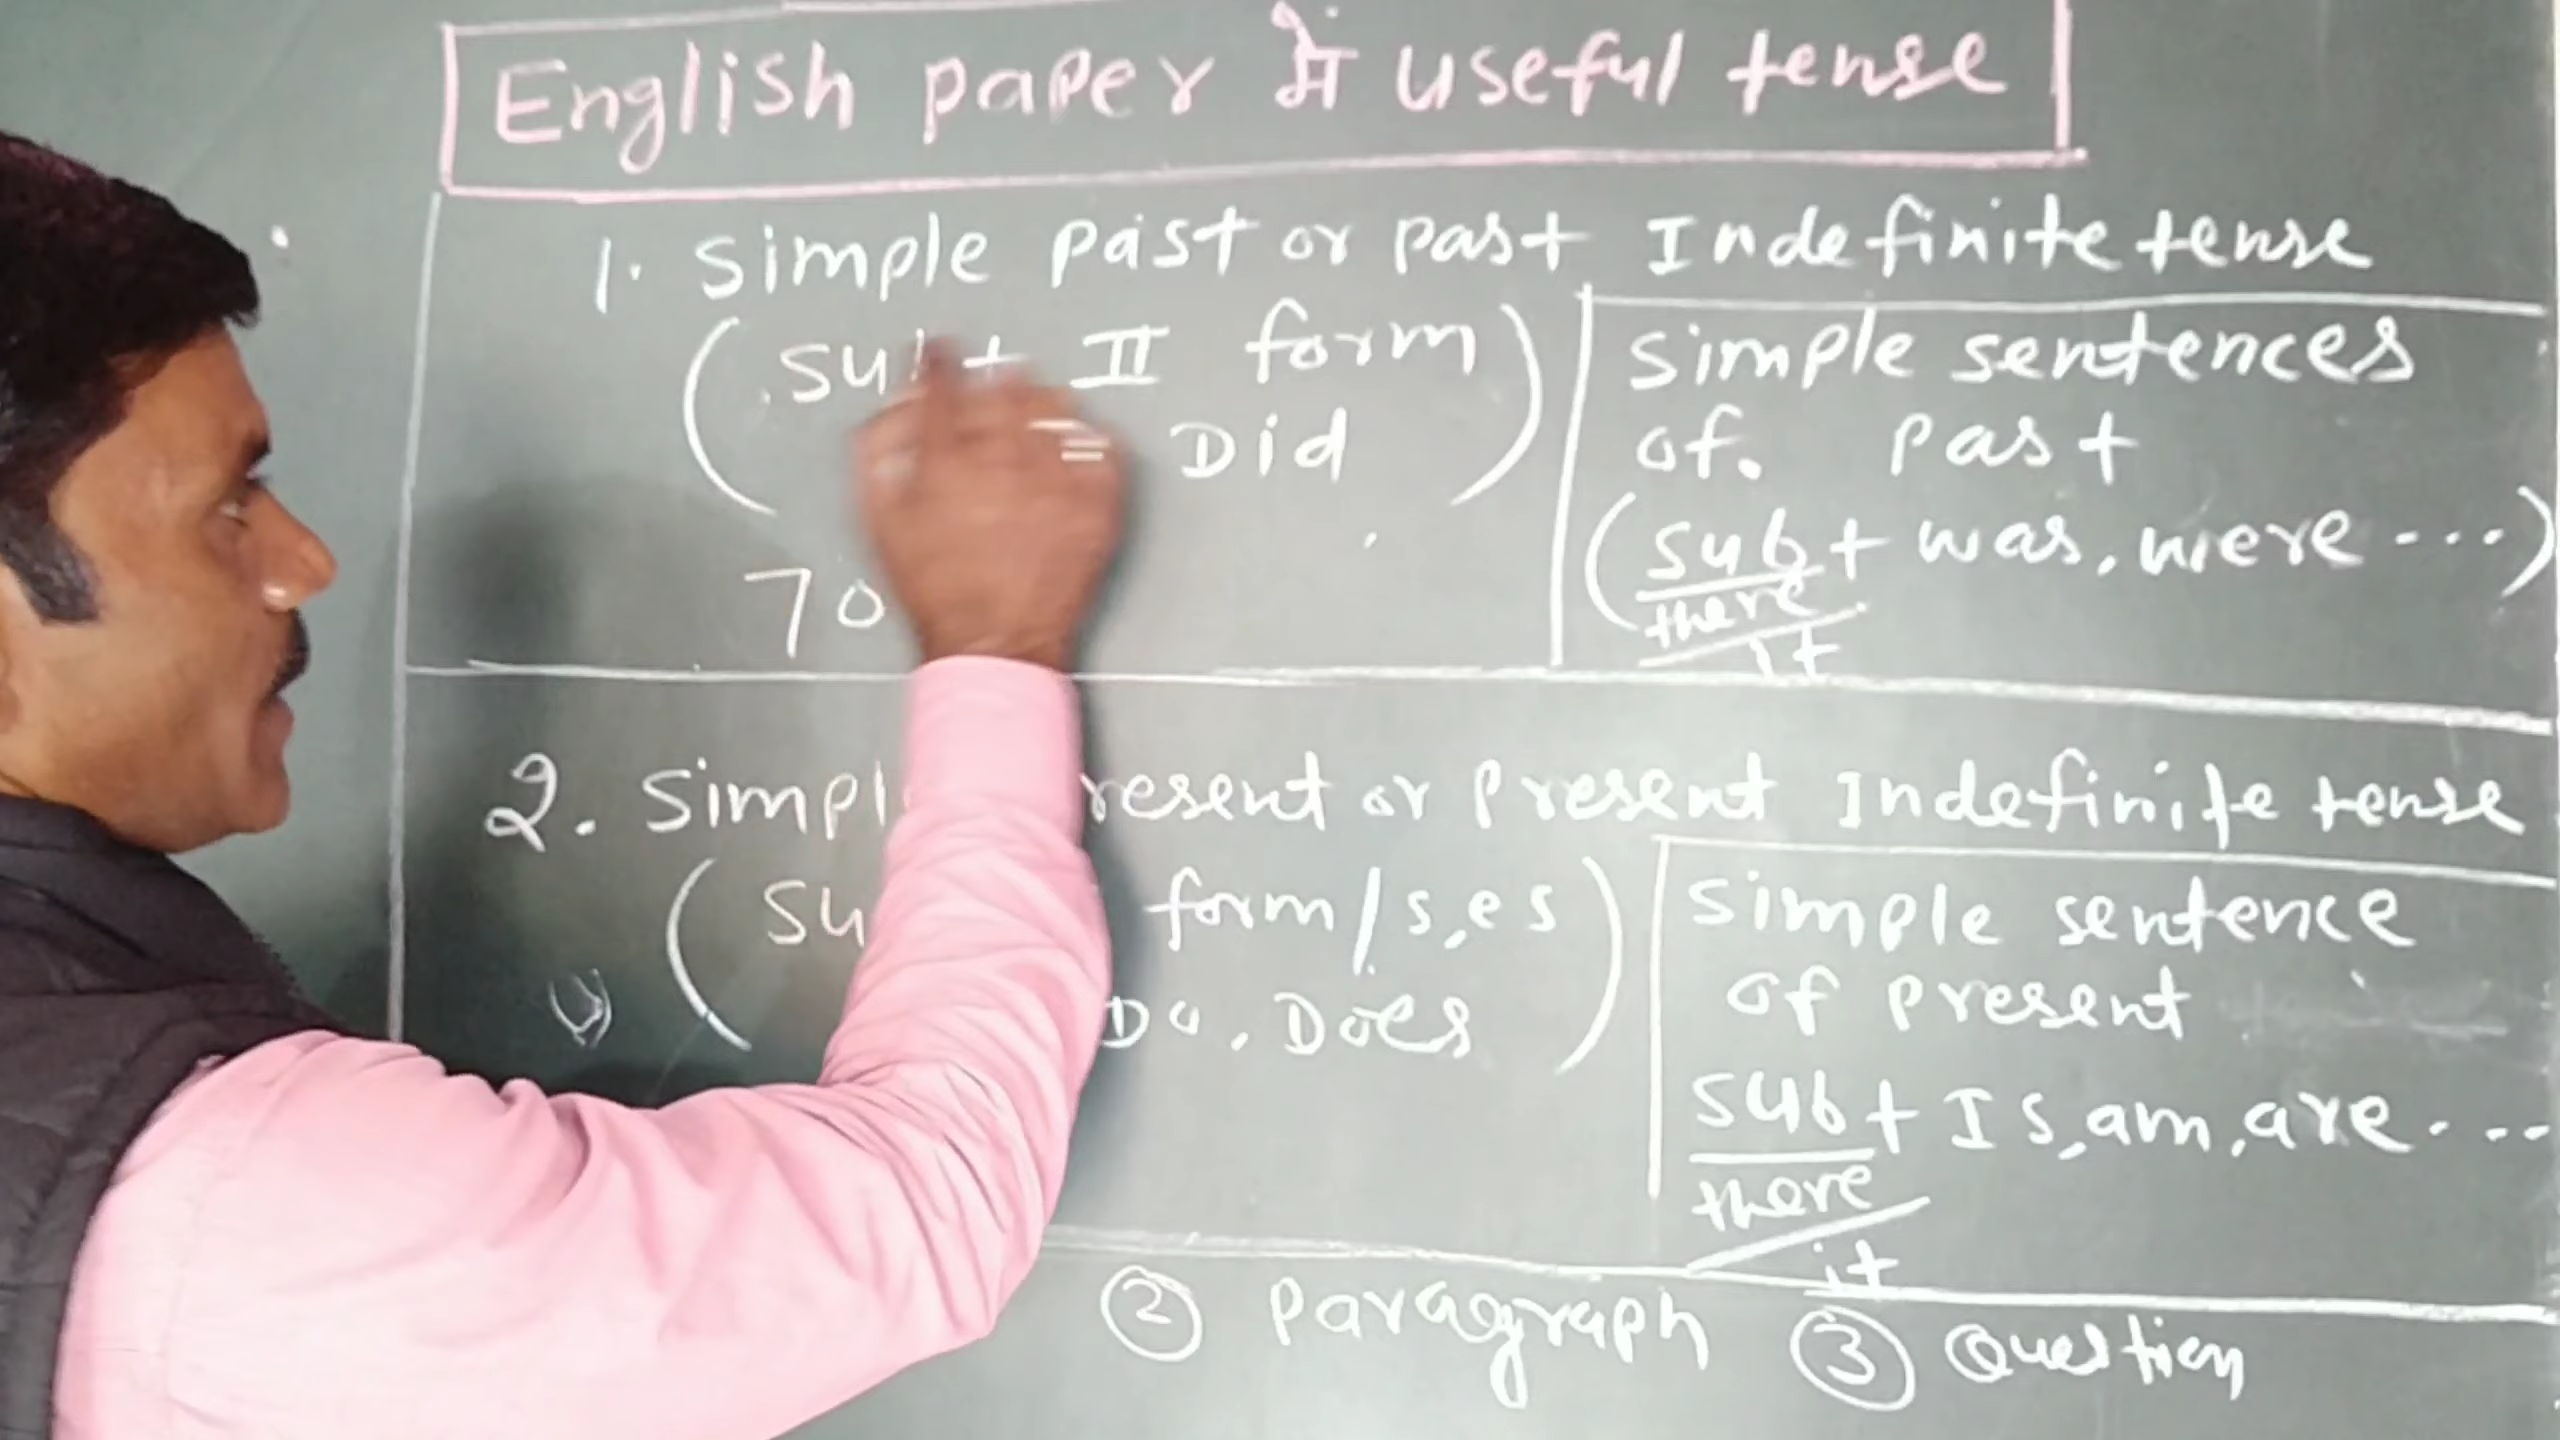 English paper में useful tense
1. Simple past or past Indefinite tense
(sub + II form)
= Did
70
Simple sentences
of. past
(sub + was, were ...)
there
it
2. Simple present or present Indefinite tense
form/s,es)
Do, Does
Simple sentence
of present
sub + Is, am, are ...
there
it
② Paragraph ③ Question